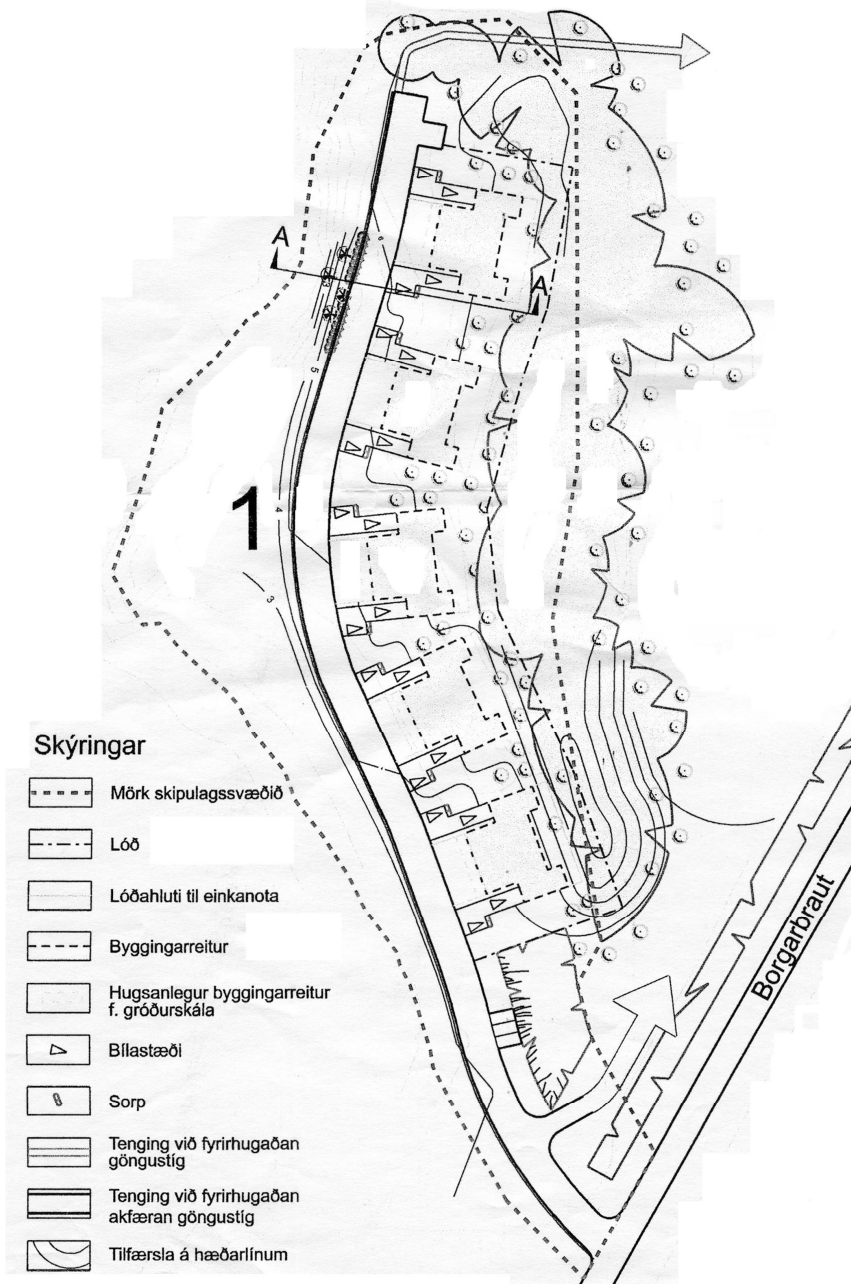 A
A
6
5
1
4
3
Skýringar
Mörk skipulagssvæðið
Lóð
Lóðahluti til einkanota
Byggingarreitur
Hugsanlegur byggingarreitur
f. gróðurskála
Bílastæði
Sorp
Tenging við fyrirhugaðan
göngustíg
Tenging við fyrirhugaðan
akfæran göngustíg
Tilfærsla á hæðarlínum
Borgarbraut